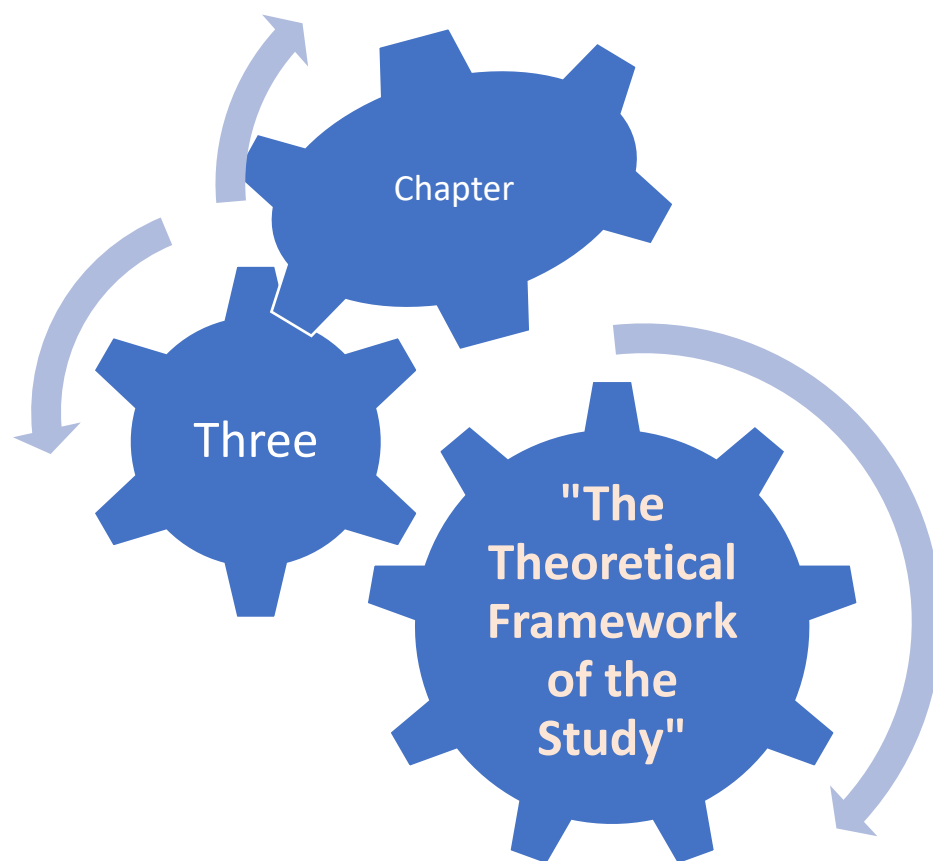 Chapter
Three
"The
Theoretical
Framework
of the
Study"